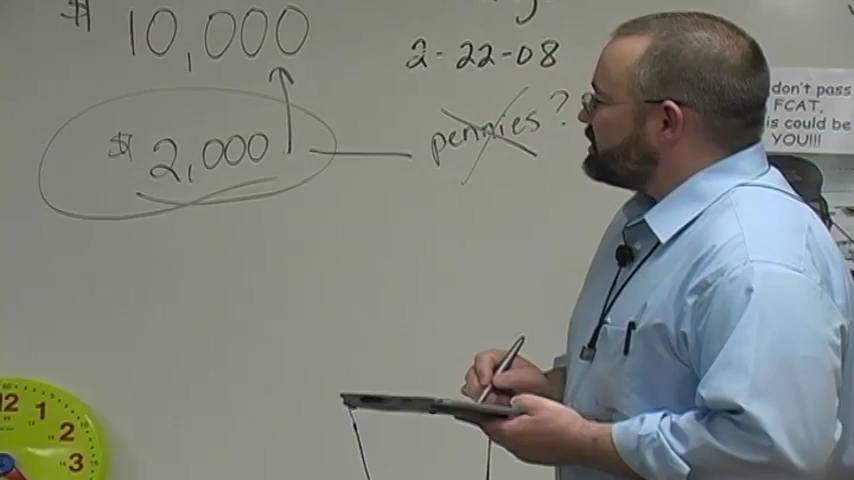 $ 10,000
2-22-08
$ 2,000
pennies?
don't pass
FCAT,
is could be
YOU!!!
12
1
2
3